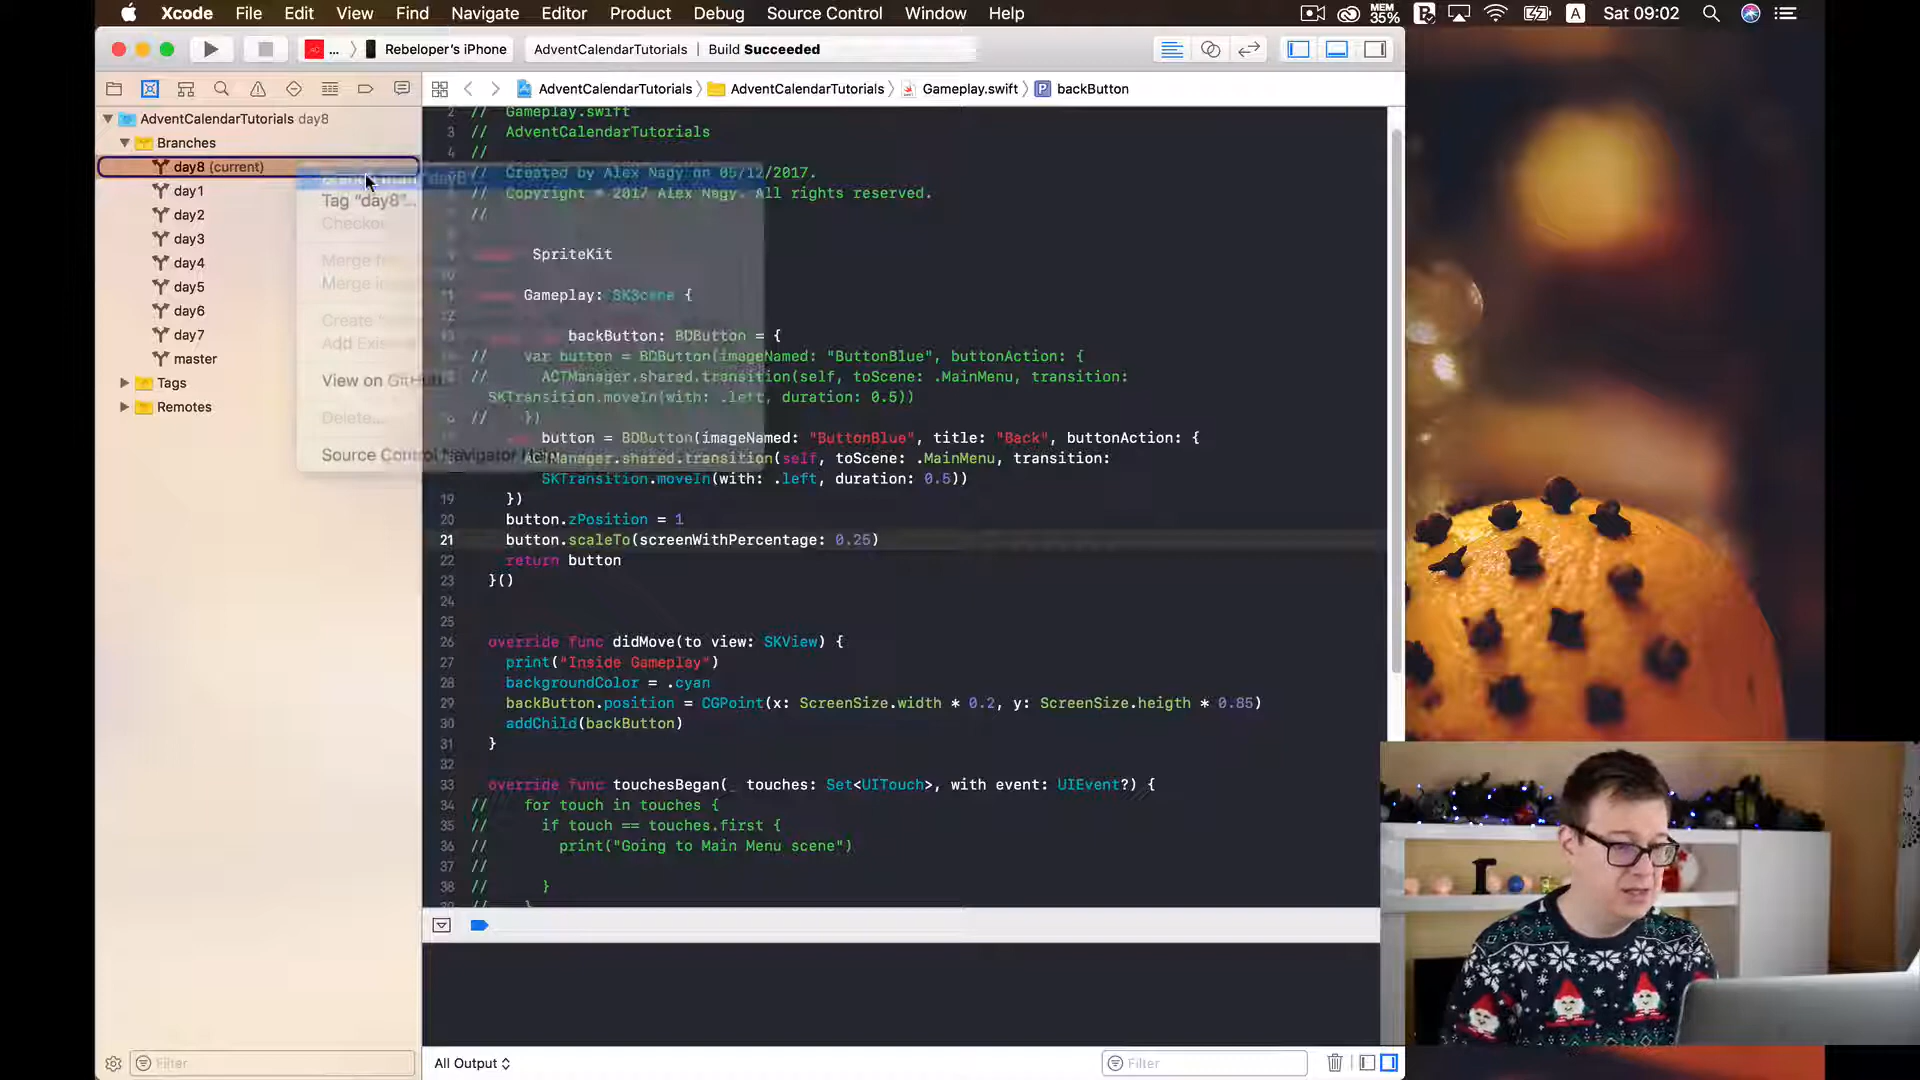 Xcode File Edit View Find Navigate Editor Product Debug Source Control Window Help MEM 35% A Sat 09:02
... Rebeloper's iPhone AdventCalendarTutorials | Build Succeeded
AdventCalendarTutorials AdventCalendarTutorials Gameplay.swift P backButton
AdventCalendarTutorials day8
Branches
day8 (current)
day1
day2
day3
day4
day5
day6
day7
master
Tags
Remotes
Tag "day8"...
Checkout
View on GitHub...
Delete...
Source Control Navigator Help
2 // Gameplay.swift
3 // AdventCalendarTutorials
4 //
// Created by Alex Nagy on 05/12/2017.
// Copyright © 2017 Alex Nagy. All rights reserved.
//
SpriteKit
Gameplay: SKScene {
backButton: BDButton = {
// var button = BDButton(imageNamed: "ButtonBlue", buttonAction: {
// ACTManager.shared.transition(self, toScene: .MainMenu, transition:
SKTransition.moveIn(with: .left, duration: 0.5))
// })
button = BDButton(imageNamed: "ButtonBlue", title: "Back", buttonAction: {
ACTManager.shared.transition(self, toScene: .MainMenu, transition:
SKTransition.moveIn(with: .left, duration: 0.5))
19 })
20 button.zPosition = 1
21 button.scaleTo(screenWithPercentage: 0.25)
22 return button
23 }()
24
25
26 override func didMove(to view: SKView) {
27 print("Inside Gameplay")
28 backgroundColor = .cyan
29 backButton.position = CGPoint(x: ScreenSize.width * 0.2, y: ScreenSize.heigth * 0.85)
30 addChild(backButton)
31 }
32
33 override func touchesBegan(_ touches: Set<UITouch>, with event: UIEvent?) {
34 // for touch in touches {
35 // if touch == touches.first {
36 // print("Going to Main Menu scene")
37 //
38 // }
// }
Filter
All Output
Filter